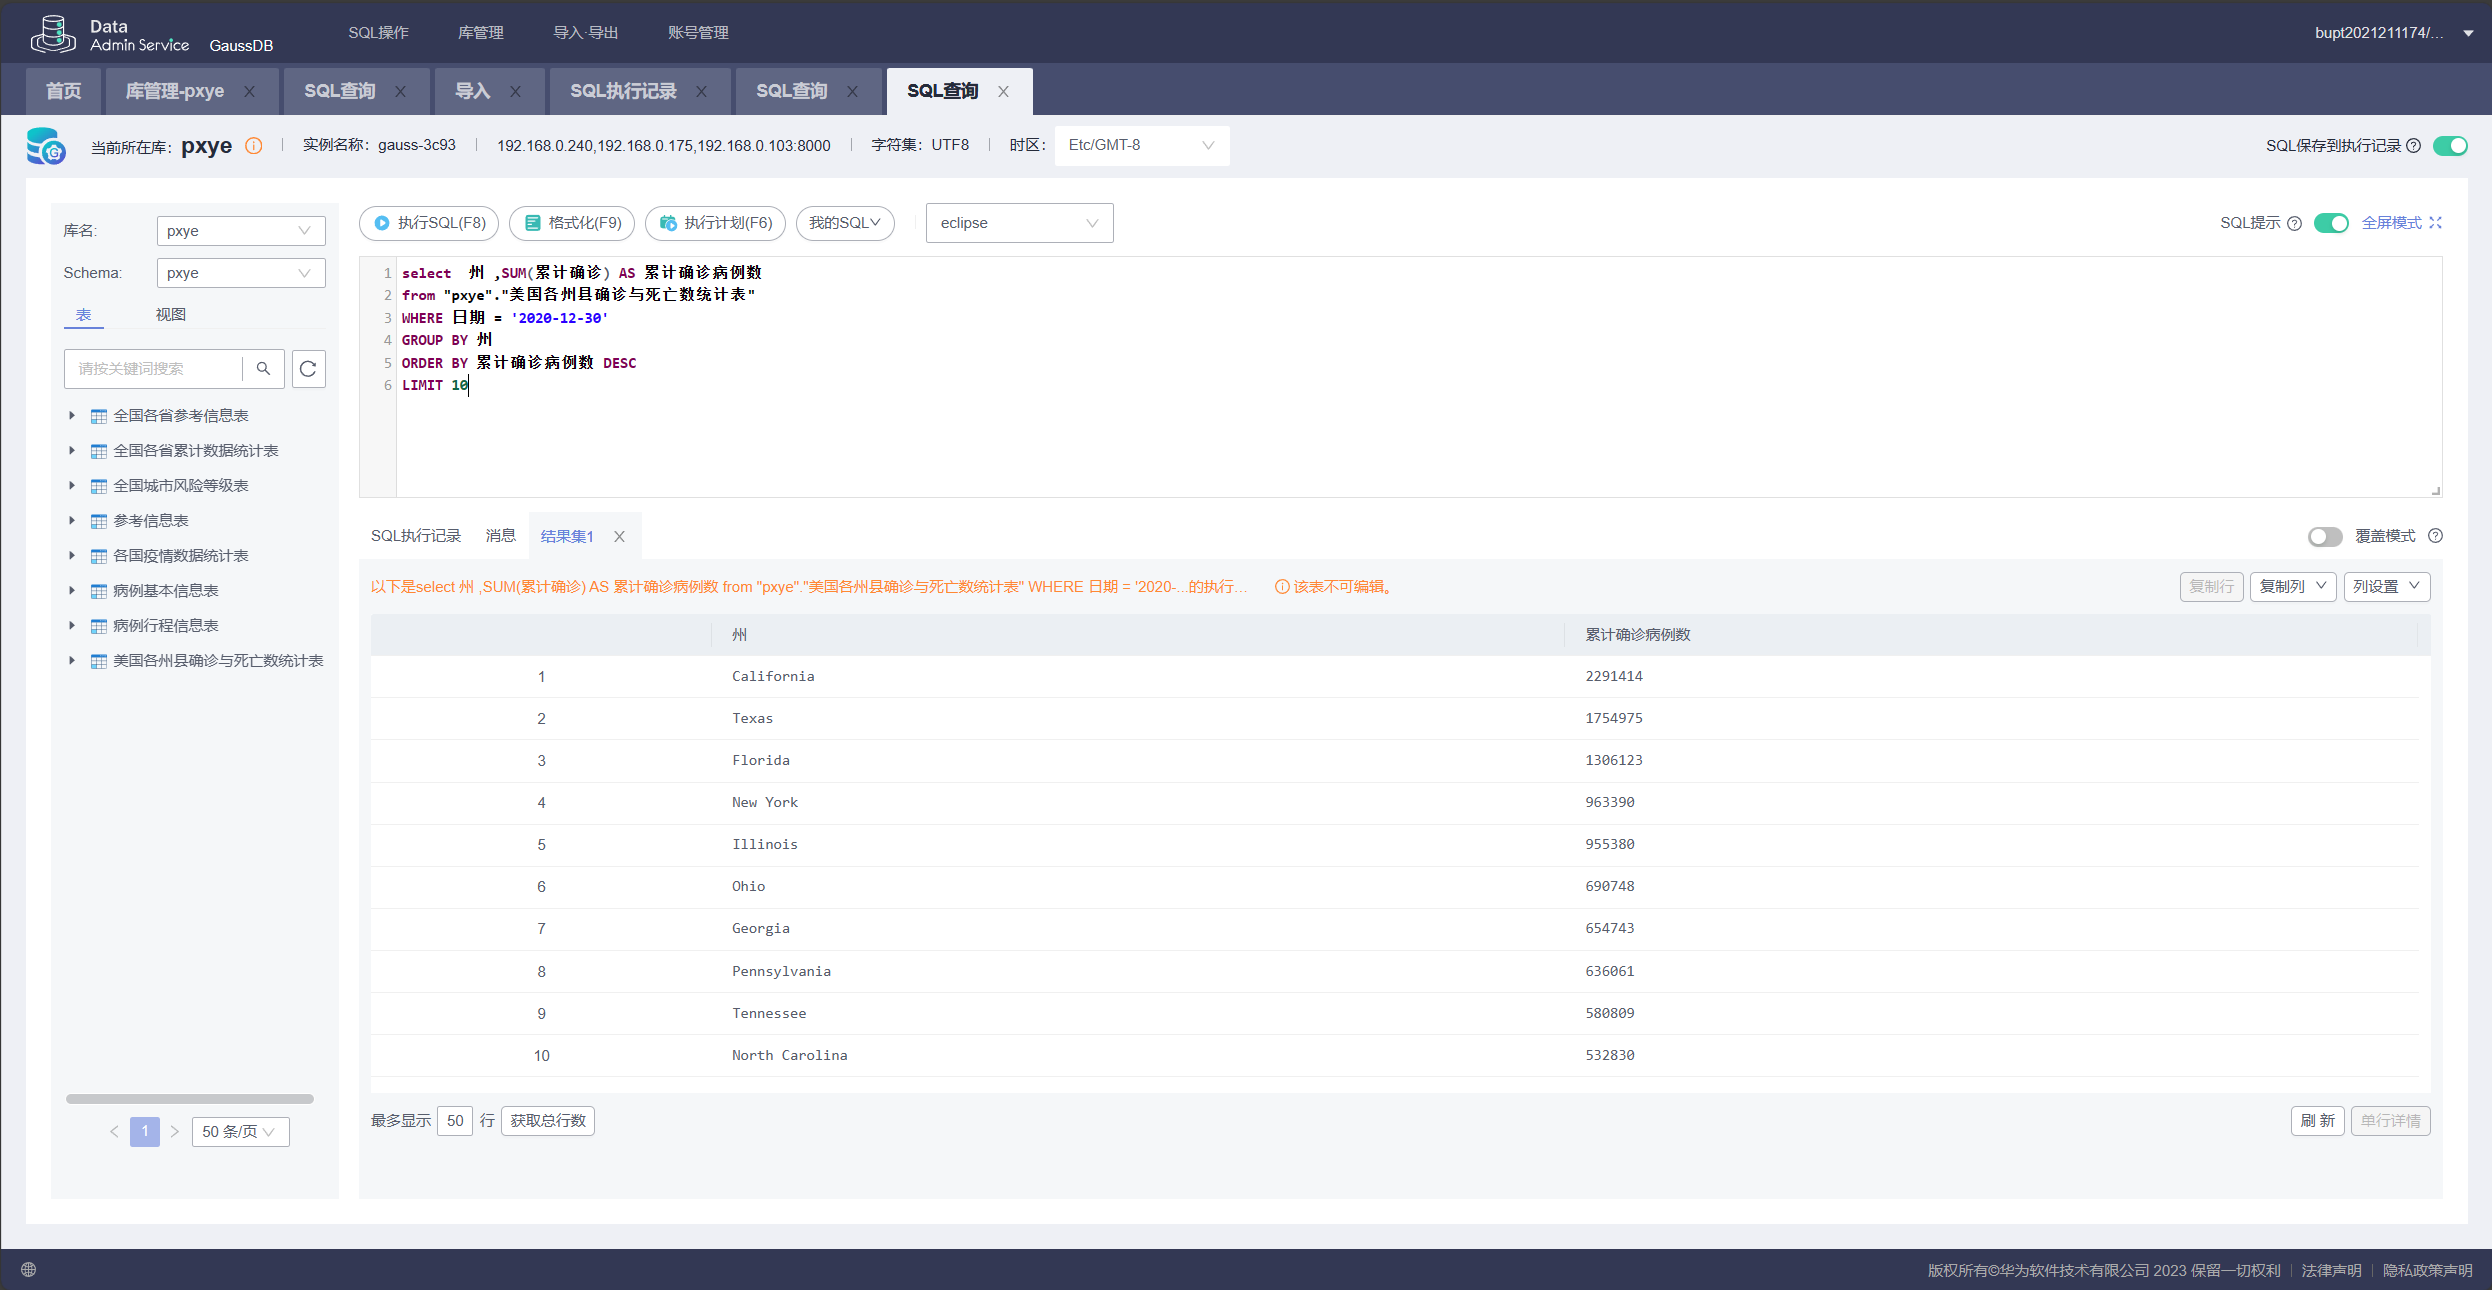 Data
Admin Service GaussDB SQL操作 库管理 导入·导出 账号管理 bupt2021211174/...
首页 库管理-pxye SQL查询 导入 SQL执行记录 SQL查询 SQL查询
当前所在库: pxye 实例名称: gauss-3c93 192.168.0.240,192.168.0.175,192.168.0.103:8000 字符集: UTF8 时区: Etc/GMT-8 SQL保存到执行记录
库名: pxye
Schema: pxye
表 视图
请按关键词搜索
全国各省参考信息表
全国各省累计数据统计表
全国城市风险等级表
参考信息表
各国疫情数据统计表
病例基本信息表
病例行程信息表
美国各州县确诊与死亡数统计表
1 50 条/页
执行SQL(F8) 格式化(F9) 执行计划(F6) 我的SQL eclipse SQL提示 全屏模式
1 select 州 ,SUM(累计确诊) AS 累计确诊病例数
2 from "pxye"."美国各州县确诊与死亡数统计表"
3 WHERE 日期 = '2020-12-30'
4 GROUP BY 州
5 ORDER BY 累计确诊病例数 DESC
6 LIMIT 10
SQL执行记录 消息 结果集1 覆盖模式
以下是select 州 ,SUM(累计确诊) AS 累计确诊病例数 from "pxye"."美国各州县确诊与死亡数统计表" WHERE 日期 = '2020-...的执行... 该表不可编辑。 复制行 复制列 列设置
州 累计确诊病例数
1 California 2291414
2 Texas 1754975
3 Florida 1306123
4 New York 963390
5 Illinois 955380
6 Ohio 690748
7 Georgia 654743
8 Pennsylvania 636061
9 Tennessee 580809
10 North Carolina 532830
最多显示 50 行 获取总行数 刷 新 单行详情
版权所有©华为软件技术有限公司 2023 保留一切权利 法律声明 隐私政策声明